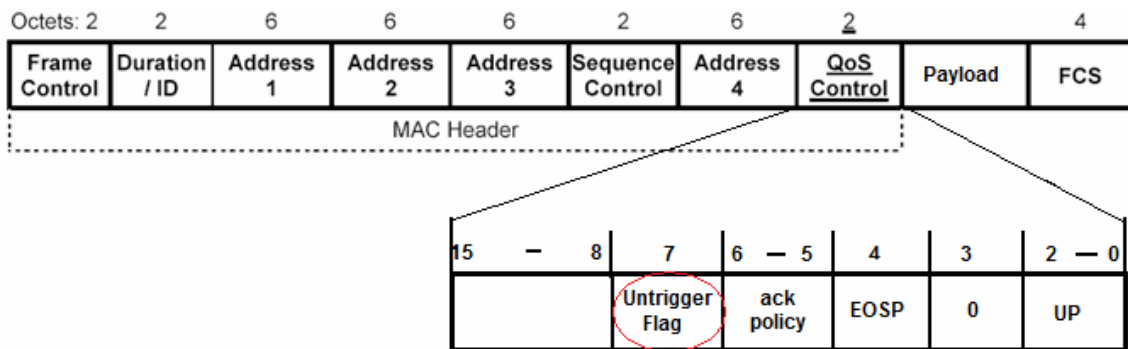 Octets: 2 2 6 6 6 2 6 2 4
Frame Control Duration / ID Address 1 Address 2 Address 3 Sequence Control Address 4 QoS Control Payload FCS
MAC Header
15 — 8 7 6 — 5 4 3 2 — 0
Untrigger Flag ack policy EOSP 0 UP